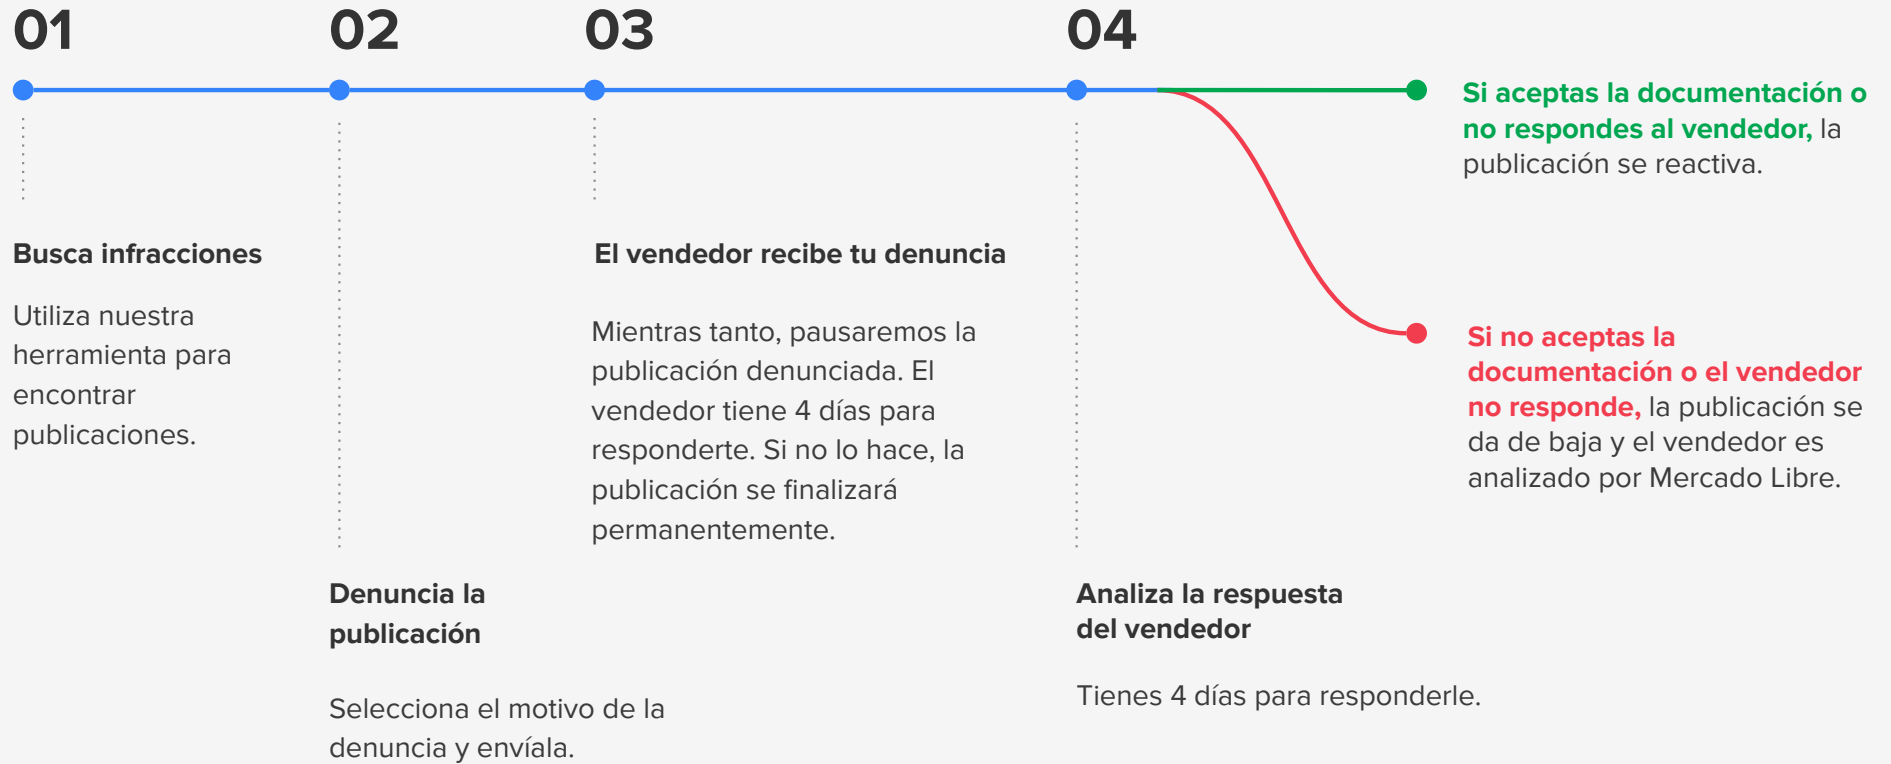 01
Busca infracciones
Utiliza nuestra
herramienta para
encontrar
publicaciones.
02
Denuncia la
publicación
Selecciona el motivo de la
denuncia y envíala.
03
El vendedor recibe tu denuncia
Mientras tanto, pausaremos la
publicación denunciada. El
vendedor tiene 4 días para
responderte. Si no lo hace, la
publicación se finalizará
permanentemente.
04
Analiza la respuesta
del vendedor
Tienes 4 días para responderle.
Si aceptas la documentación o
no respondes al vendedor, la
publicación se reactiva.
Si no aceptas la
documentación o el vendedor
no responde, la publicación se
da de baja y el vendedor es
analizado por Mercado Libre.